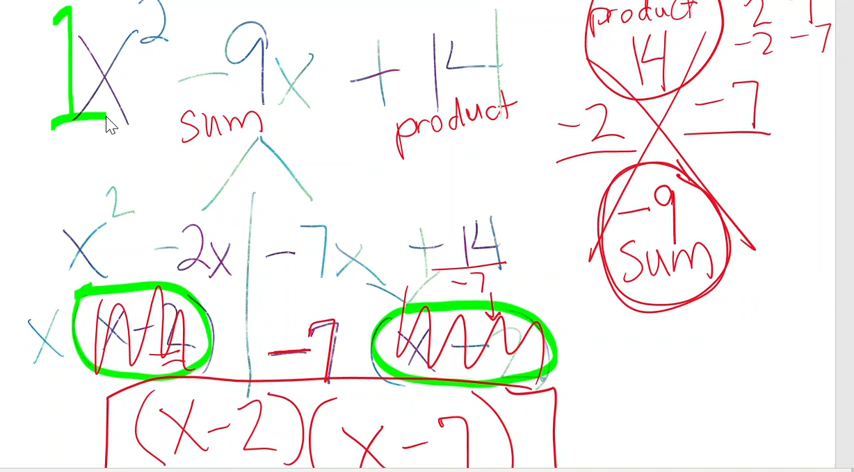 1x² - 9x + 14
sum product
x² - 2x - 7x + 14
-7
x - 7
(x-2)(x-7)
product
14
-2 -7
-2 -7
-9
sum